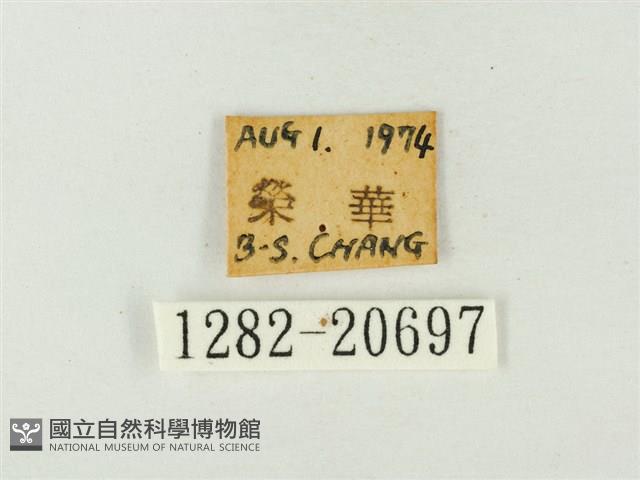 AUG 1. 1974
榮 華
B-S. CHANG
1282-20697
國立自然科學博物館
NATIONAL MUSEUM OF NATURAL SCIENCE